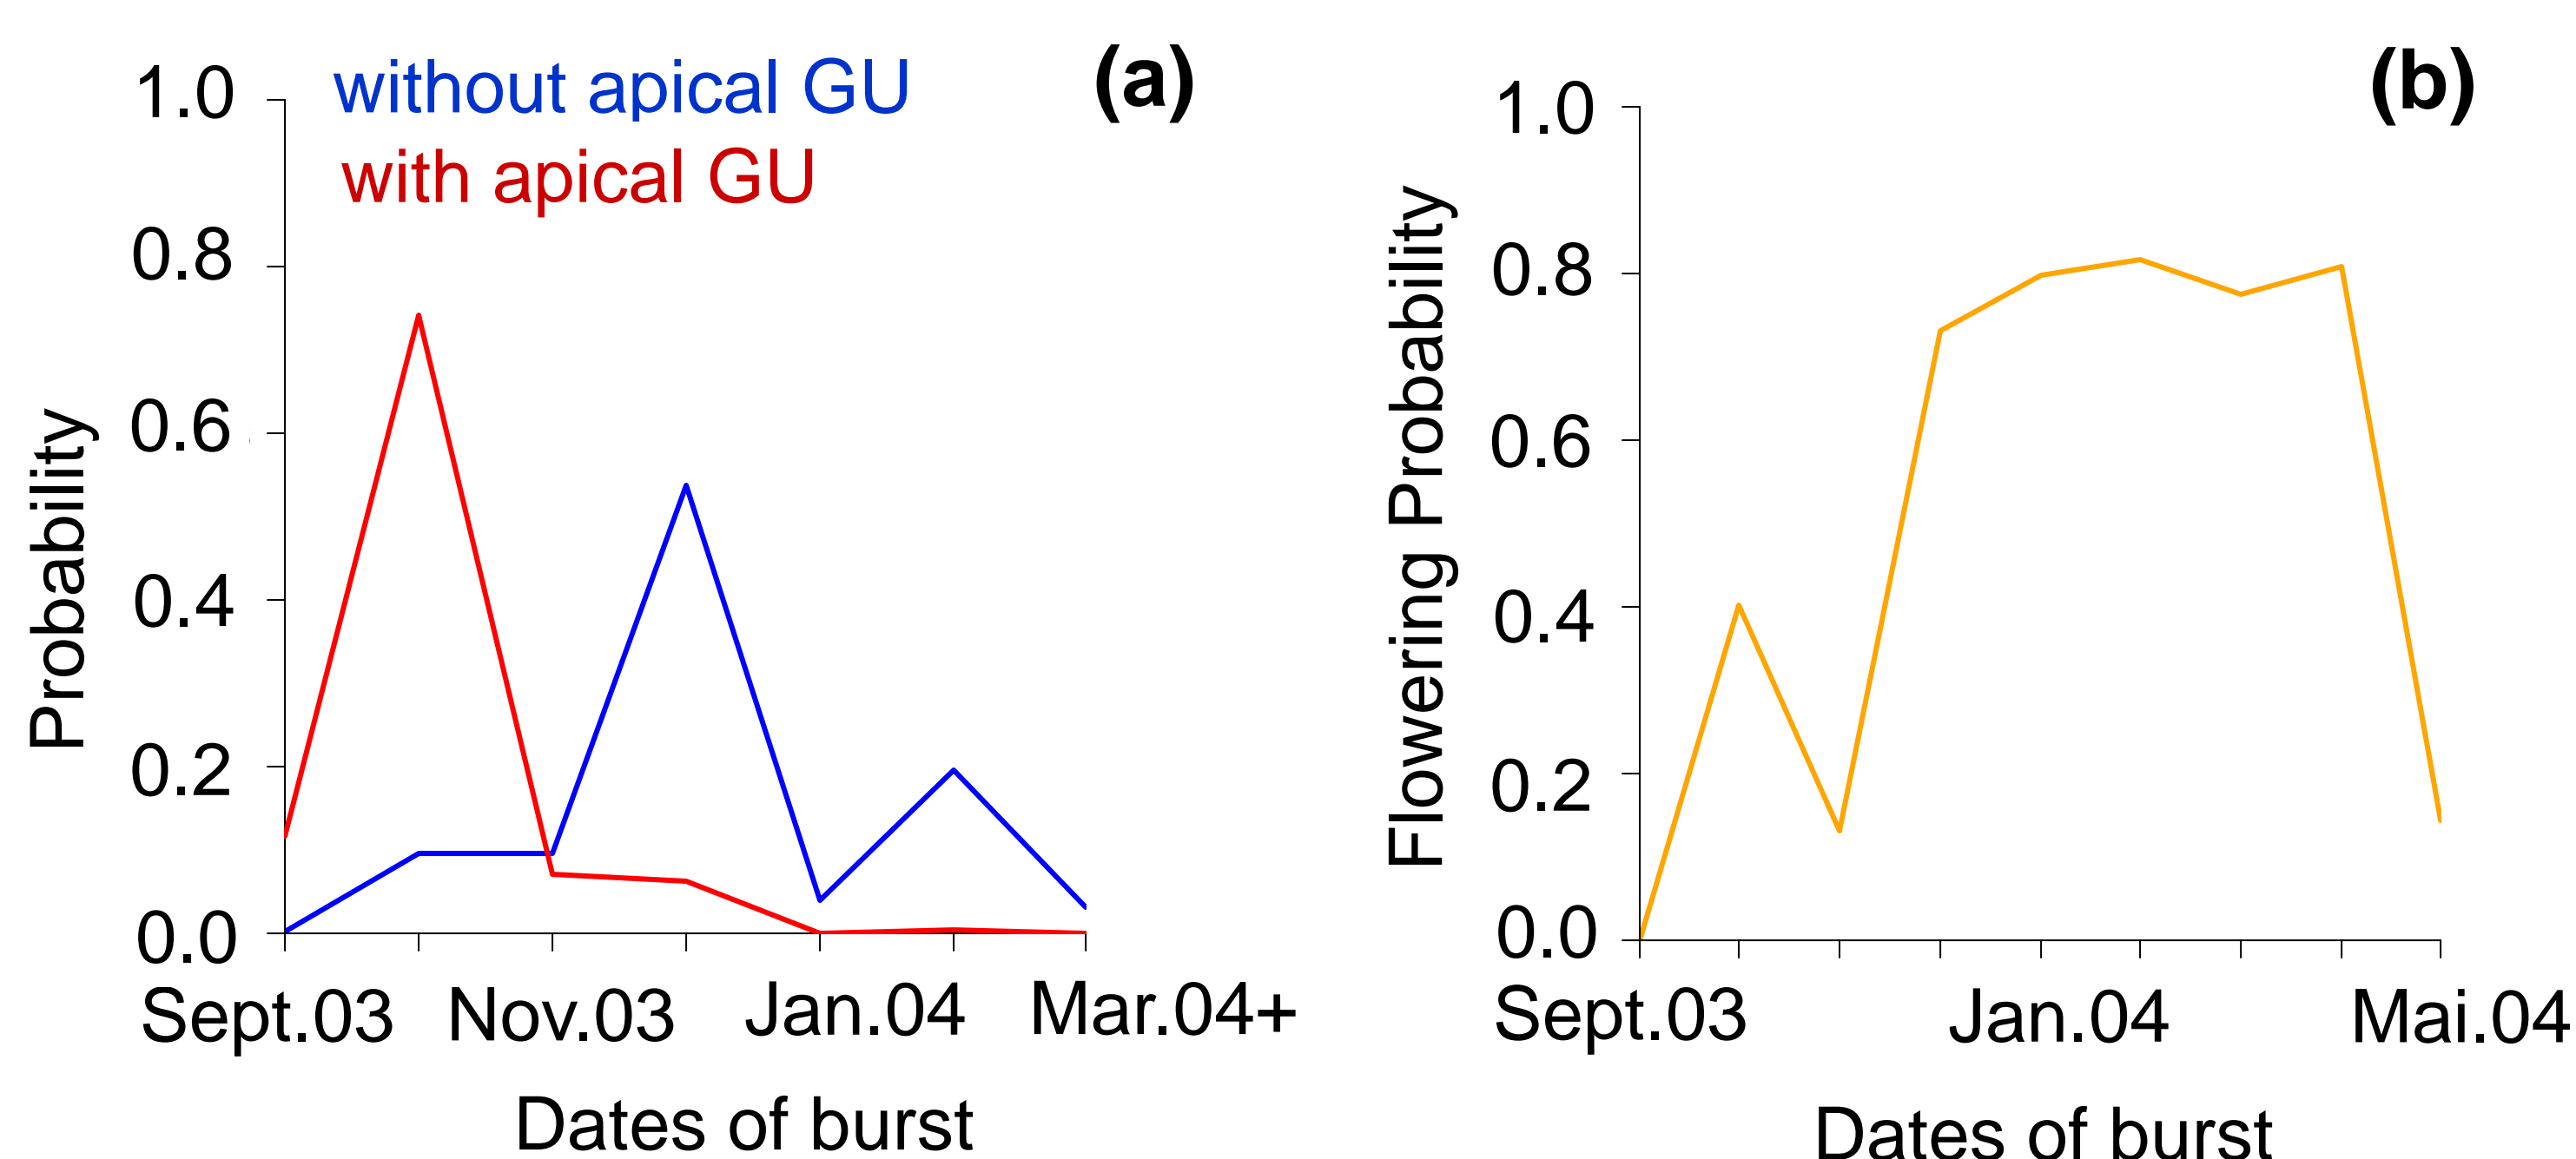 (a)
without apical GU
with apical GU
1.0
0.8
0.6
0.4
0.2
0.0
Probability
Sept.03 Nov.03 Jan.04 Mar.04+
Dates of burst
(b)
1.0
0.8
0.6
0.4
0.2
0.0
Flowering Probability
Sept.03 Jan.04 Mai.04
Dates of burst